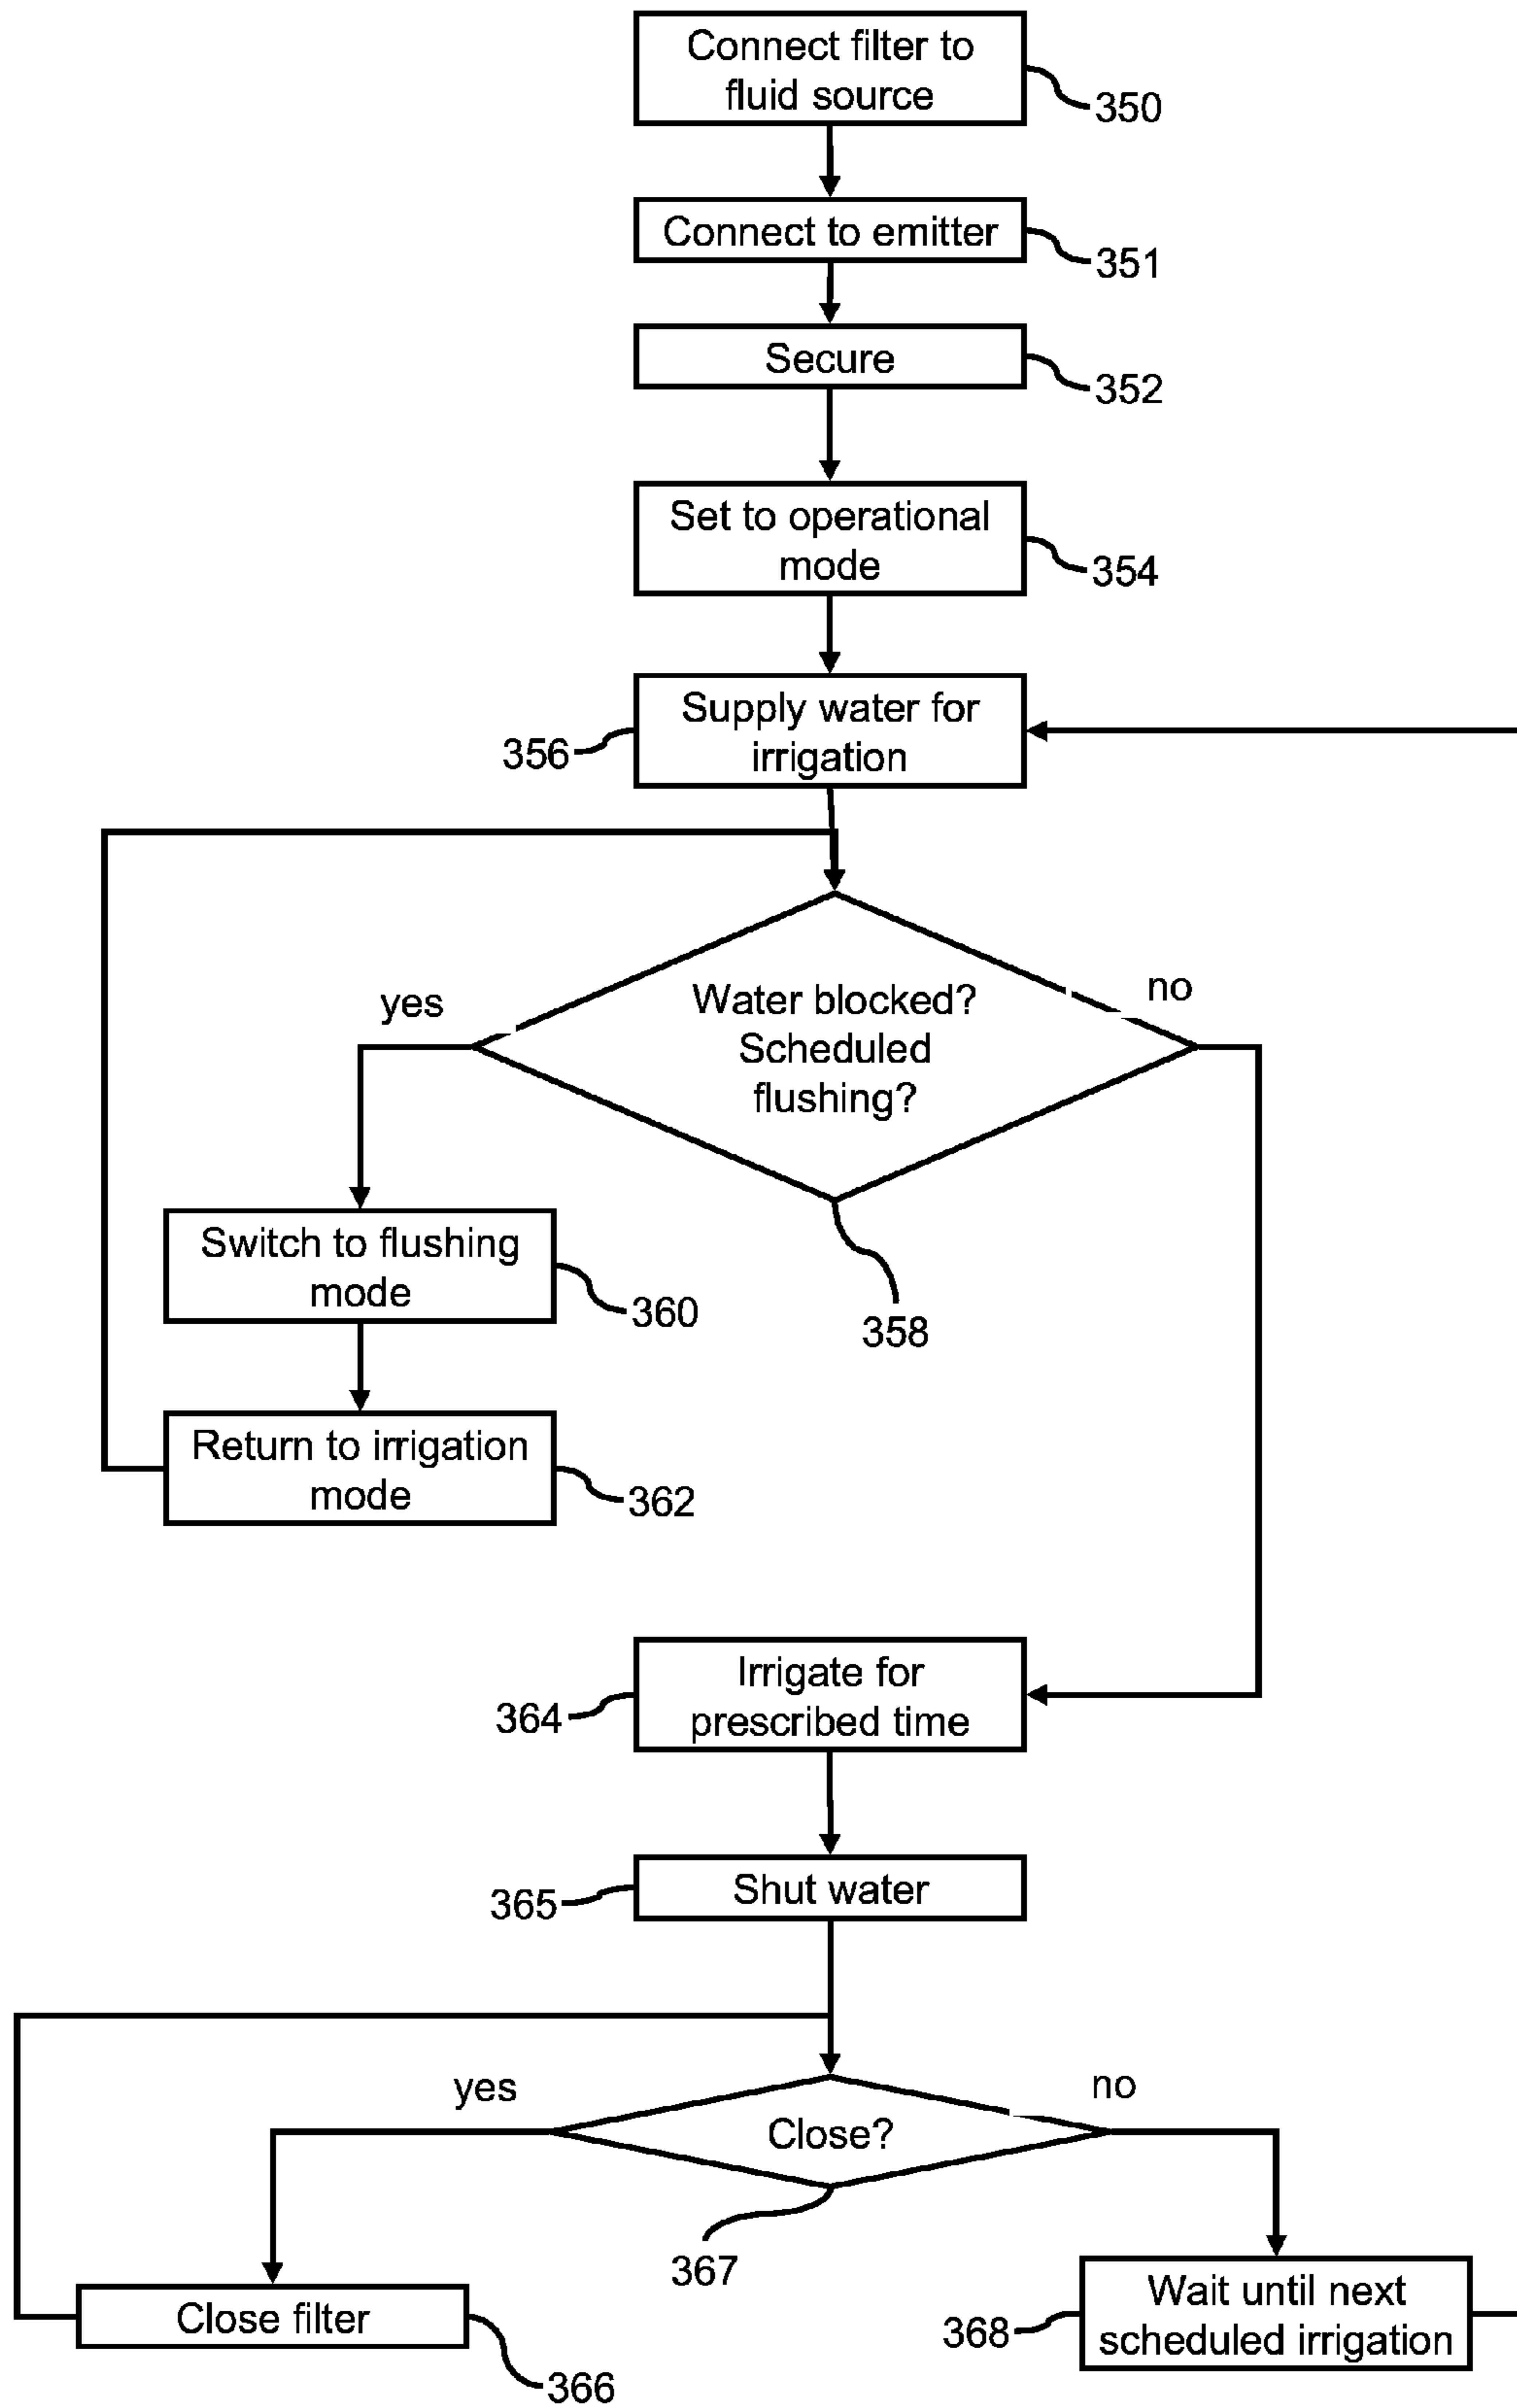 Connect filter to
fluid source
350
Connect to emitter
351
Secure
352
Set to operational
mode
354
Supply water for
irrigation
356
yes
no
Water blocked?
Scheduled
flushing?
358
Switch to flushing
mode
360
Return to irrigation
mode
362
Irrigate for
prescribed time
364
Shut water
365
yes
no
Close?
367
Close filter
366
Wait until next
scheduled irrigation
368